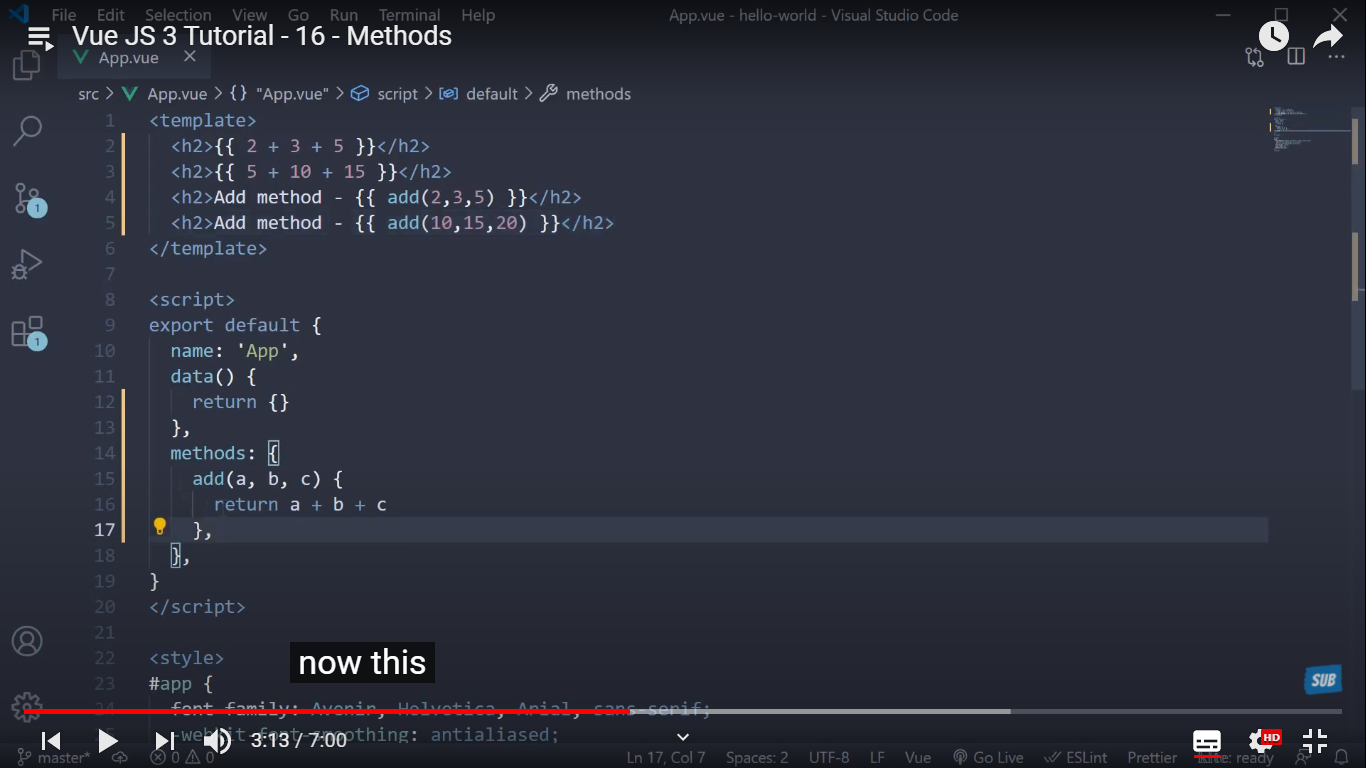 File Edit Selection View Go Run Terminal Help App.vue - hello-world - Visual Studio Code
Vue JS 3 Tutorial - 16 - Methods
App.vue
src > App.vue > {} "App.vue" > script > default > methods
1 <template>
2 <h2>{{ 2 + 3 + 5 }}</h2>
3 <h2>{{ 5 + 10 + 15 }}</h2>
4 <h2>Add method - {{ add(2,3,5) }}</h2>
5 <h2>Add method - {{ add(10,15,20) }}</h2>
6 </template>
7
8 <script>
9 export default {
10 name: 'App',
11 data() {
12 return {}
13 },
14 methods: {
15 add(a, b, c) {
16 return a + b + c
17 },
18 },
19 }
20 </script>
21
22 <style>
23 #app {
24 font-family: Avenir, Helvetica, Arial, sans-serif;
-webkit-font-smoothing: antialiased;
1
1
now this
SUB
3:13 / 7:00
HD
master* 0 0 Ln 17, Col 7 Spaces: 2 UTF-8 LF Vue Go Live ESLint Prettier ready